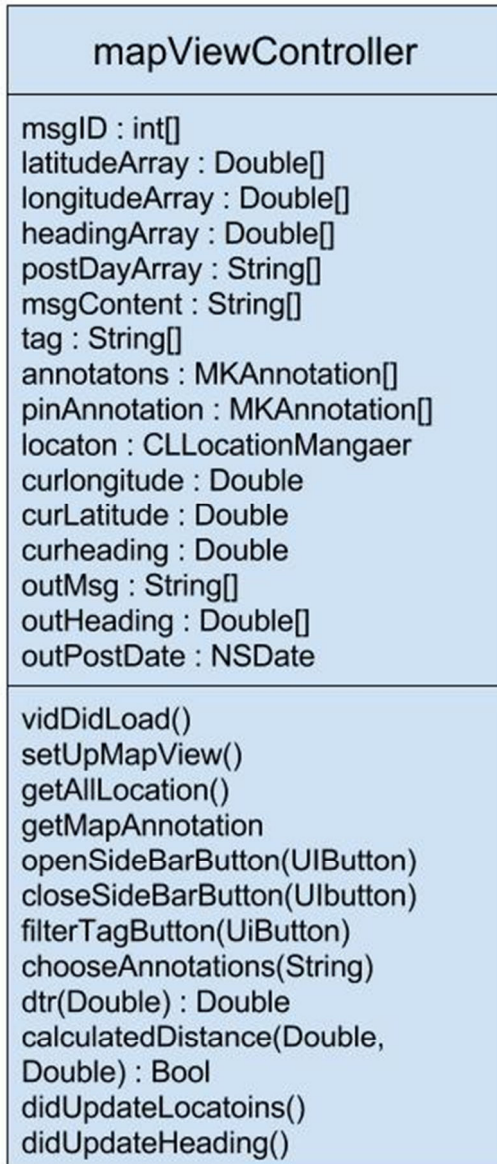 mapViewController
msgID : int[]
latitudeArray : Double[]
longitudeArray : Double[]
headingArray : Double[]
postDayArray : String[]
msgContent : String[]
tag : String[]
annotatons : MKAnnotation[]
pinAnnotation : MKAnnotation[]
locaton : CLLocationMangaer
curlongitude : Double
curLatitude : Double
curheading : Double
outMsg : String[]
outHeading : Double[]
outPostDate : NSDate
vidDidLoad()
setUpMapView()
getAllLocation()
getMapAnnotation
openSideBarButton(UIButton)
closeSideBarButton(UIbutton)
filterTagButton(UiButton)
chooseAnnotations(String)
dtr(Double) : Double
calculatedDistance(Double,
Double) : Bool
didUpdateLocatoins()
didUpdateHeading()